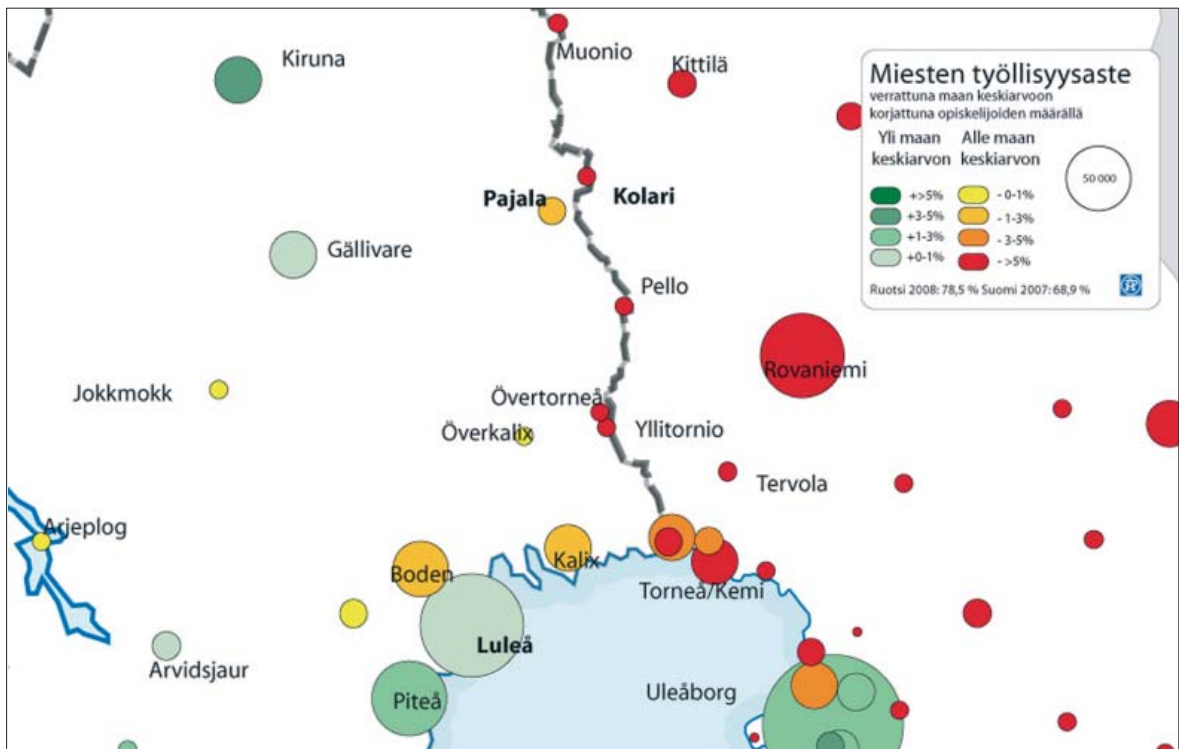 Muonio
Kittilä
Kiruna
Pajala
Kolari
Gällivare
Pello
Rovaniemi
Jokkmokk
Övertorneå
Överkalix
Yllitornio
Tervola
Arjeplog
Boden
Kalix
Torneå/Kemi
Luleå
Arvidsjaur
Piteå
Uleåborg
Miesten työllisyysaste
verrattuna maan keskiarvoon
korjattuna opiskelijoiden määrällä
Yli maan keskiarvon
Alle maan keskiarvon
+>5%
+3-5%
+1-3%
+0-1%
- 0-1%
- 1-3%
- 3-5%
- >5%
50 000
Ruotsi 2008: 78,5 % Suomi 2007: 68,9 %